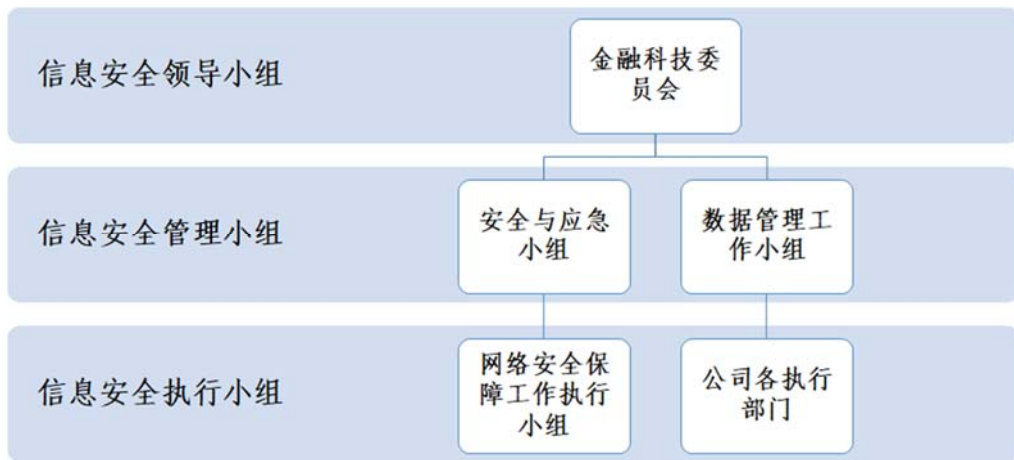 信息安全领导小组
金融科技委
员会
信息安全管理小组
安全与应急
小组
数据管理工
作小组
信息安全执行小组
网络安全保
障工作执行
小组
公司各执行
部门